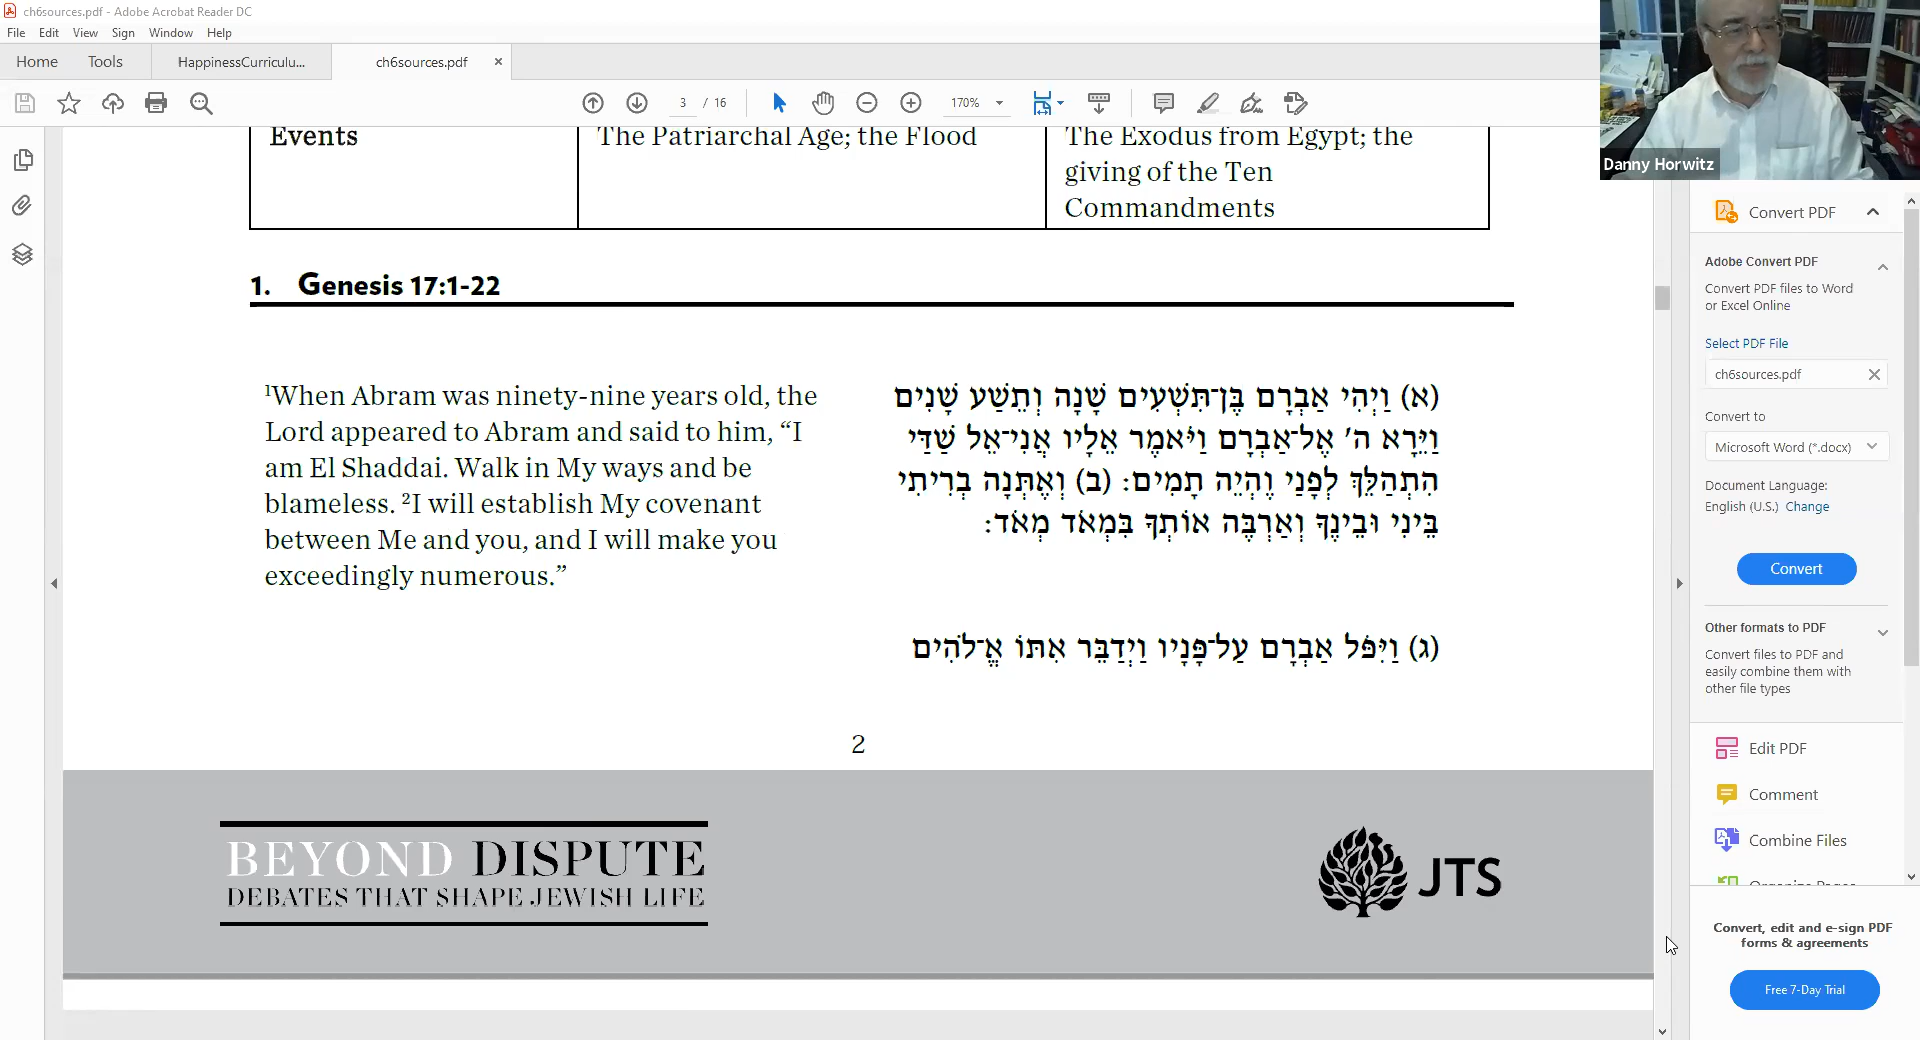 ch6sources.pdf - Adobe Acrobat Reader DC
File Edit View Sign Window Help
Home Tools HappinessCurriculu... ch6sources.pdf ×
3 / 16 170%
Danny Horwitz
Events The Patriarchal Age; the Flood The Exodus from Egypt; the
giving of the Ten
Commandments
1. Genesis 17:1-22
¹When Abram was ninety-nine years old, the
Lord appeared to Abram and said to him, “I
am El Shaddai. Walk in My ways and be
blameless. ²I will establish My covenant
between Me and you, and I will make you
exceedingly numerous.”
(א) וַיְהִי אַבְרָם בֶּן־תִּשְׁעִים שָׁנָה וְתֵשַׁע שָׁנִים
וַיֵּרָא ה' אֶל־אַבְרָם וַיֹּאמֶר אֵלָיו אֲנִי־אֵל שַׁדַּי
הִתְהַלֵּךְ לְפָנַי וֶהְיֵה תָמִים: (ב) וְאֶתְּנָה בְרִיתִי
בֵּינִי וּבֵינֶךָ וְאַרְבֶּה אוֹתְךָ בִּמְאֹד מְאֹד:
(ג) וַיִּפֹּל אַבְרָם עַל־פָּנָיו וַיְדַבֵּר אִתּוֹ אֱ־לֹהִים
2
BEYOND DISPUTE
DEBATES THAT SHAPE JEWISH LIFE
JTS
Convert PDF
Adobe Convert PDF
Convert PDF files to Word
or Excel Online
Select PDF File
ch6sources.pdf
Convert to
Microsoft Word (*.docx)
Document Language:
English (U.S.) Change
Convert
Other formats to PDF
Convert files to PDF and
easily combine them with
other file types
Edit PDF
Comment
Combine Files
Organize Pages
Convert, edit and e-sign PDF
forms & agreements
Free 7-Day Trial